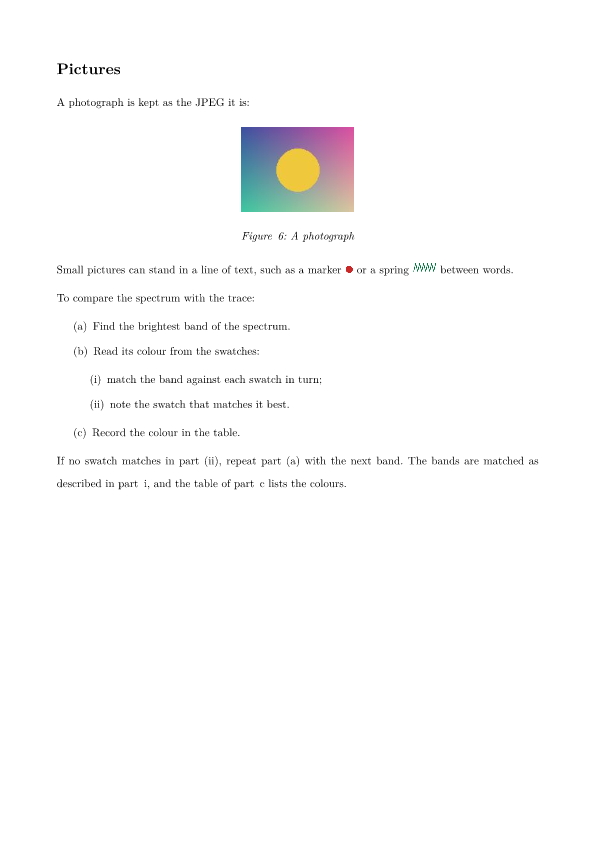 Pictures
A photograph is kept as the JPEG it is:
Figure 6: A photograph
Small pictures can stand in a line of text, such as a marker or a spring between words.
To compare the spectrum with the trace:
(a) Find the brightest band of the spectrum.
(b) Read its colour from the swatches:
(i) match the band against each swatch in turn;
(ii) note the swatch that matches it best.
(c) Record the colour in the table.
If no swatch matches in part (ii), repeat part (a) with the next band. The bands are matched as
described in part i, and the table of part c lists the colours.